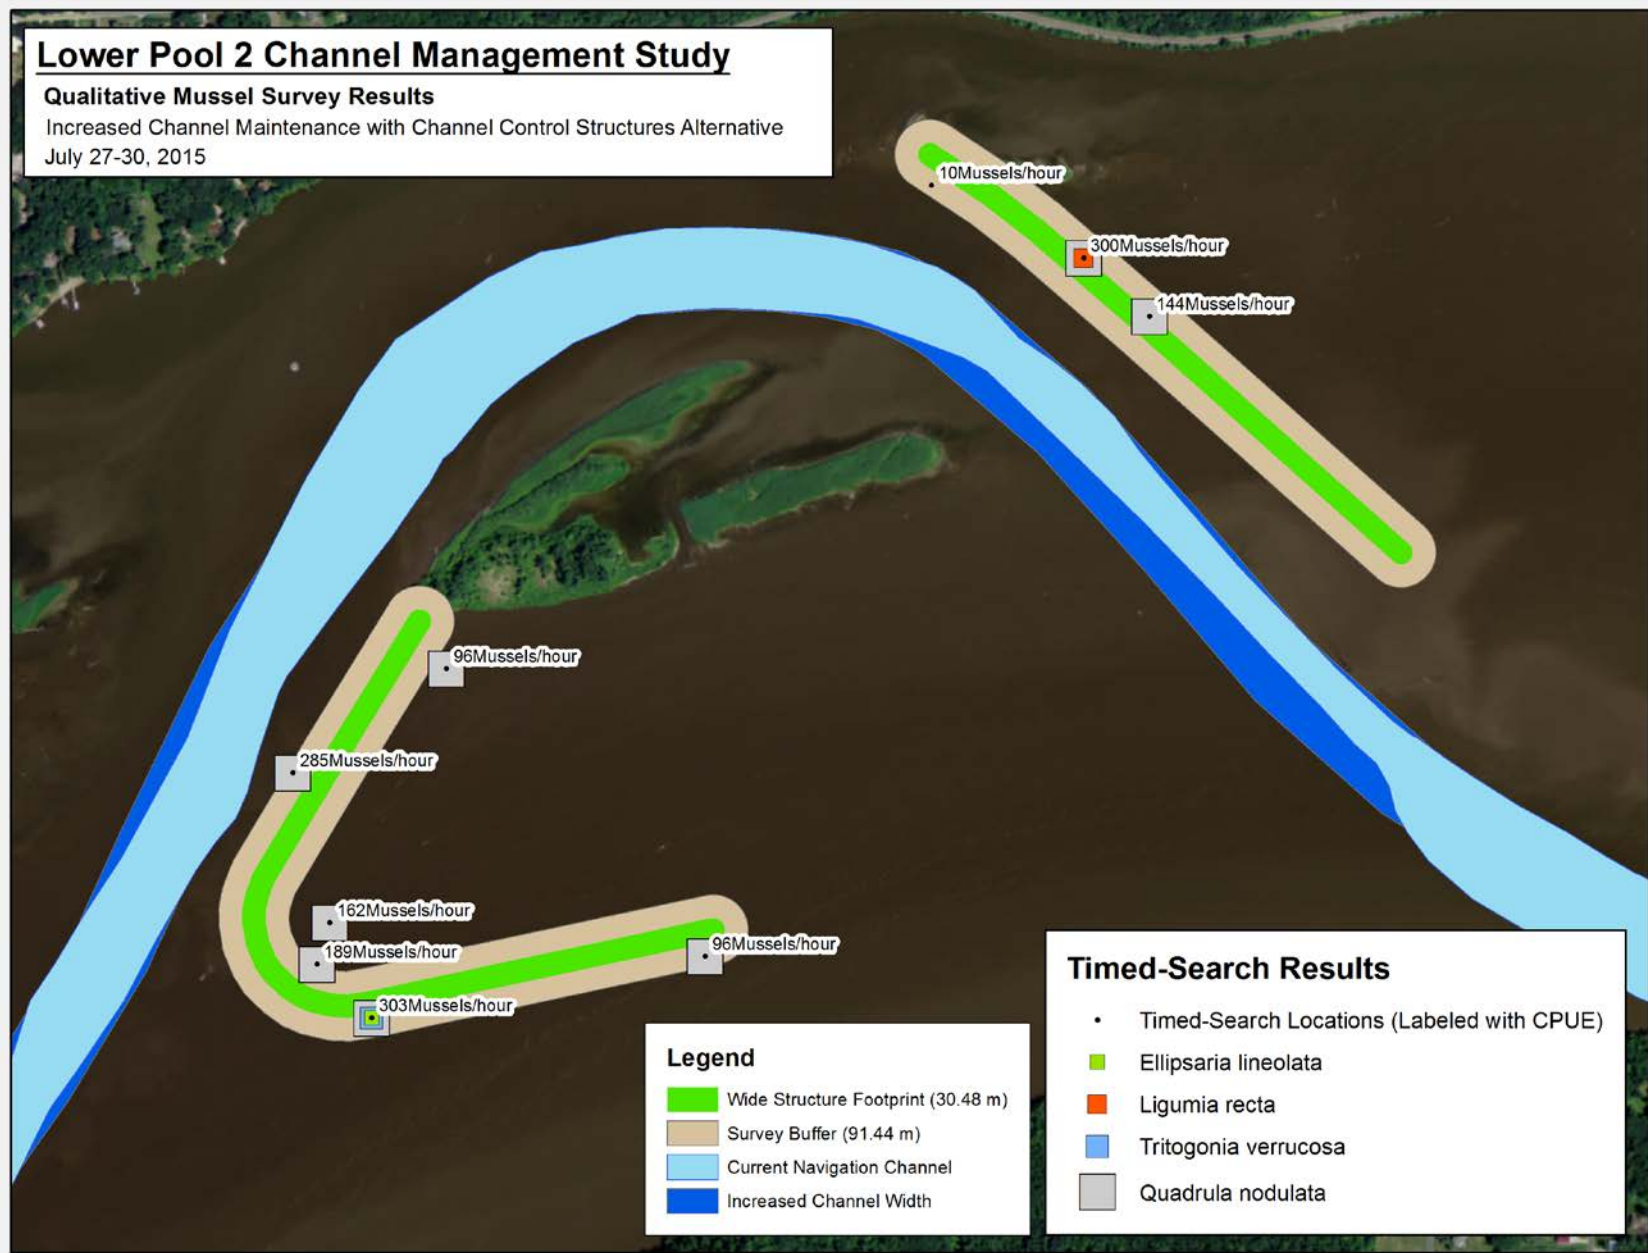 Lower Pool 2 Channel Management Study
Qualitative Mussel Survey Results
Increased Channel Maintenance with Channel Control Structures Alternative
July 27-30, 2015
10Mussels/hour
300Mussels/hour
144Mussels/hour
96Mussels/hour
285Mussels/hour
162Mussels/hour
189Mussels/hour
96Mussels/hour
303Mussels/hour
Legend
Wide Structure Footprint (30.48 m)
Survey Buffer (91.44 m)
Current Navigation Channel
Increased Channel Width
Timed-Search Results
Timed-Search Locations (Labeled with CPUE)
Ellipsaria lineolata
Ligumia recta
Tritogonia verrucosa
Quadrula nodulata